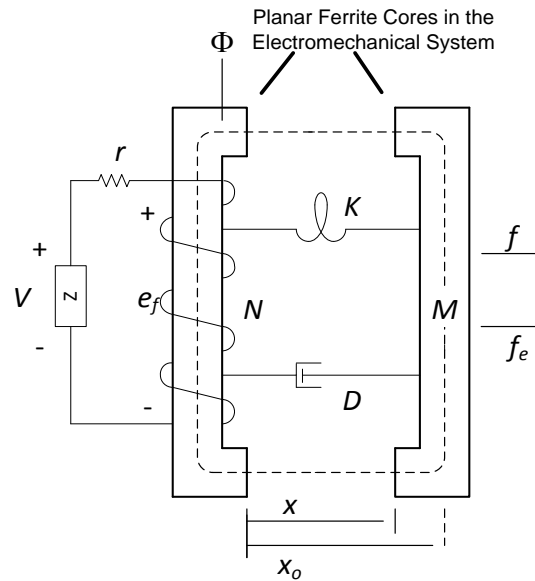 Planar Ferrite Cores in the
Electromechanical System
Φ
r
K
+
+
f
V
z
e_f
N
M
-
f_e
-
D
x
x_o